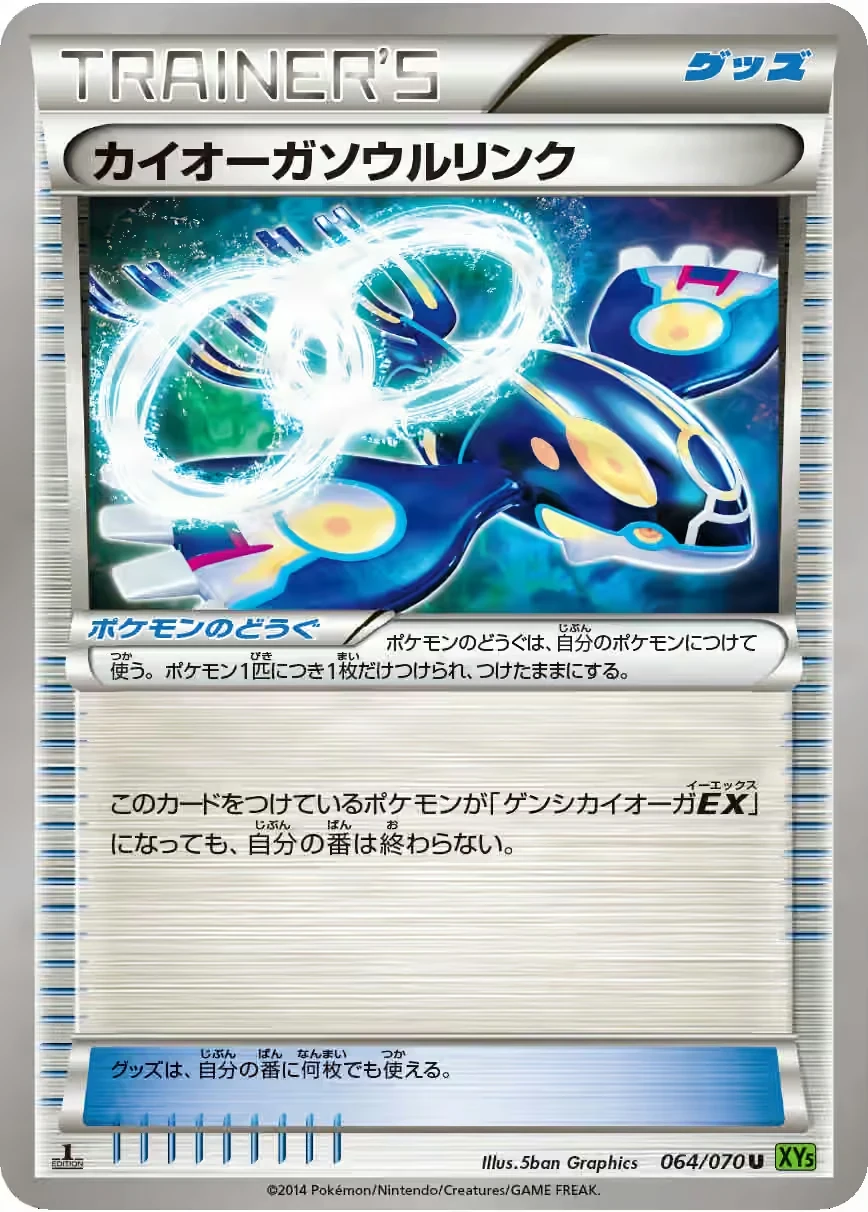 TRAINER'S
グッズ
カイオーガソウルリンク
ポケモンのどうぐ
ポケモンのどうぐは、自分のポケモンにつけて
使う。ポケモン1匹につき1枚だけつけられ、つけたままにする。
このカードをつけているポケモンが「ゲンシカイオーガEX」
になっても、自分の番は終わらない。
グッズは、自分の番に何枚でも使える。
1 EDITION
Illus.5ban Graphics 064/070 U XY5
©2014 Pokémon/Nintendo/Creatures/GAME FREAK.